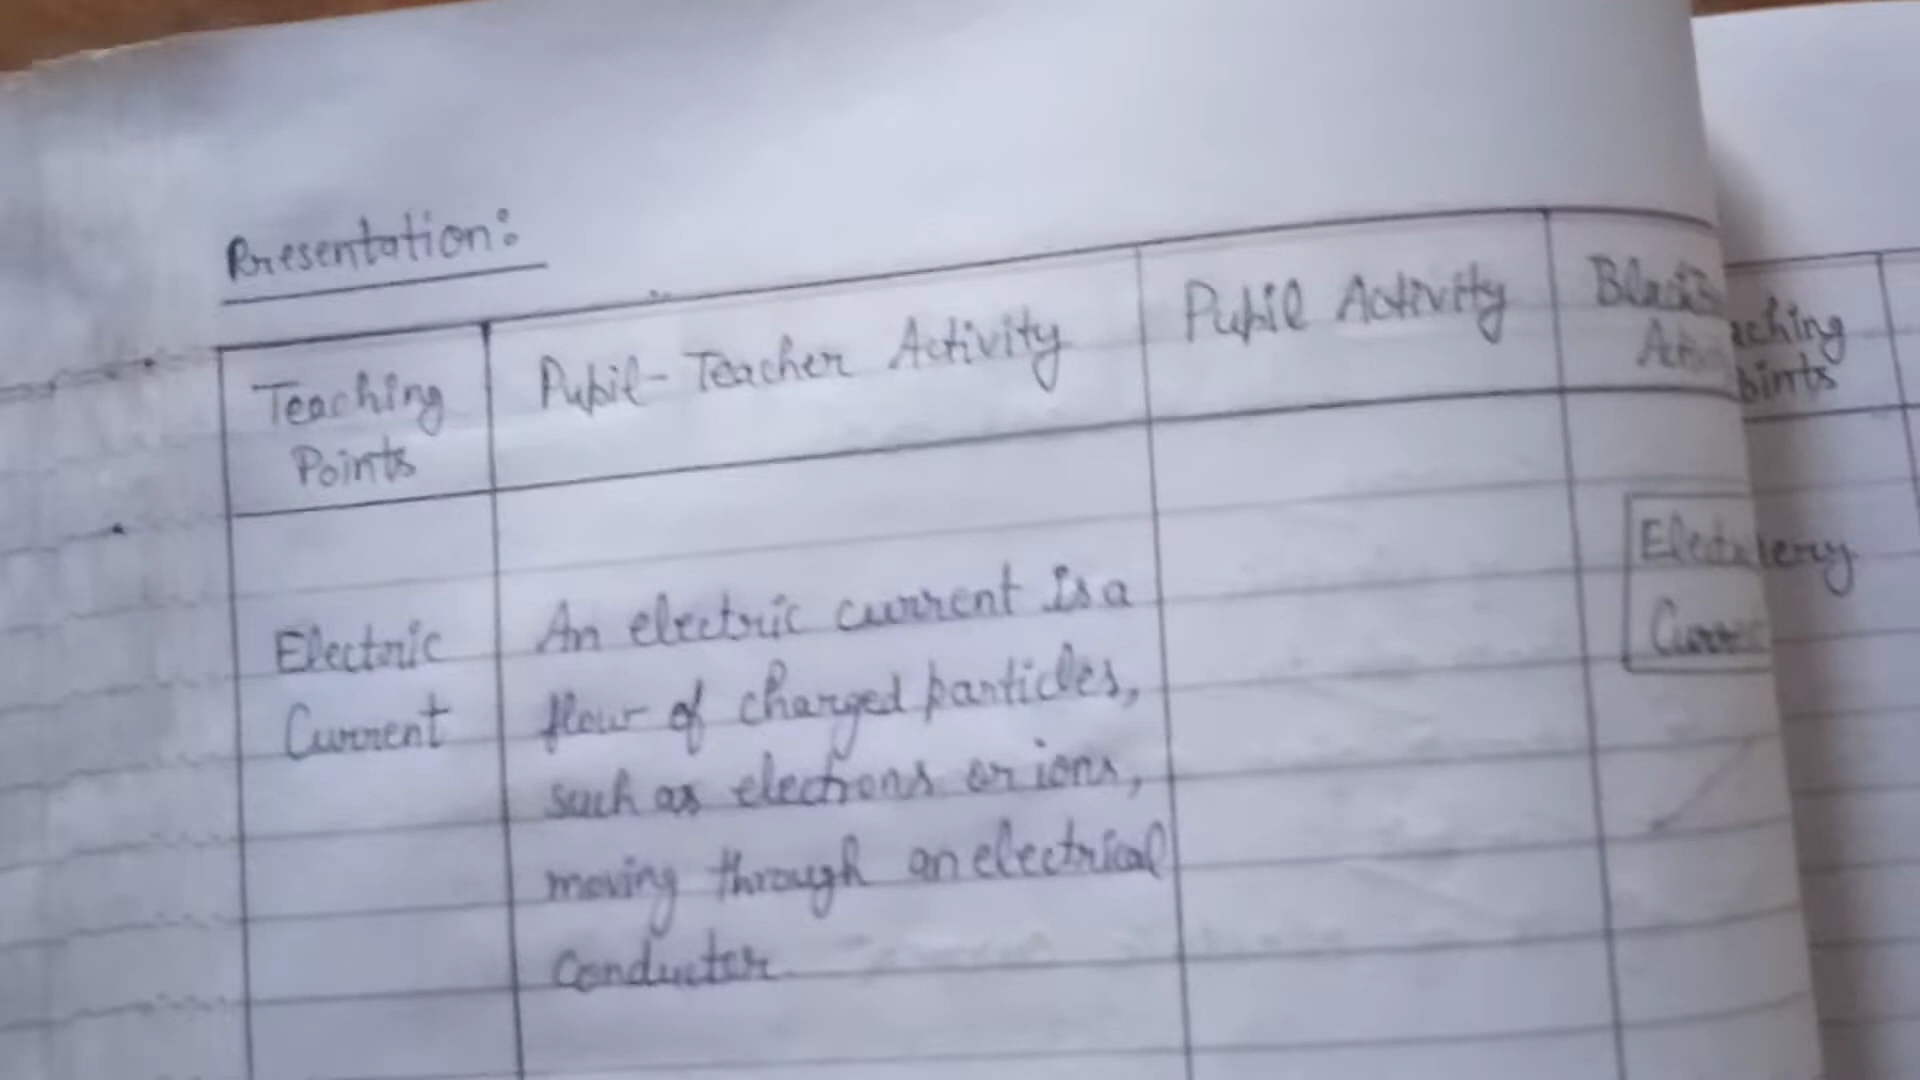 Presentation:
Teaching
Points
Pupil-Teacher Activity
Pupil Activity
Electric
Current
An electric current is a
flow of charged particles,
such as electrons or ions,
moving through an electrical
conductor